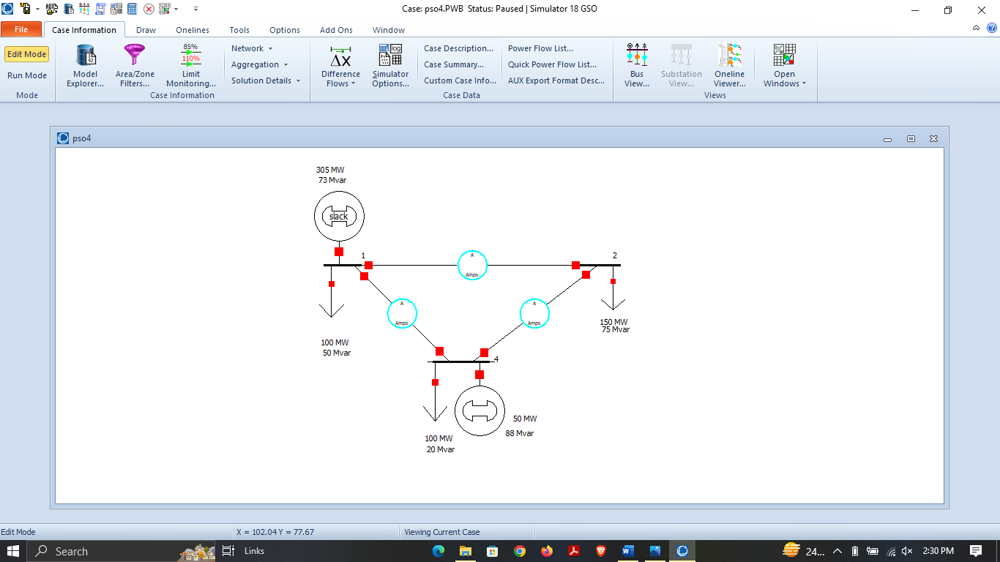 Case: pso4.PWB Status: Paused | Simulator 18 GSO
File
Case Information
Draw
Onelines
Tools
Options
Add Ons
Window
Edit Mode
Run Mode
Mode
Model
Explorer...
Area/Zone
Filters...
85%
110%
Limit
Monitoring...
Network
Aggregation
Solution Details
Case Information
Difference
Flows
Simulator
Options...
Case Description...
Case Summary...
Custom Case Info...
Power Flow List...
Quick Power Flow List...
AUX Export Format Desc...
Case Data
Bus
View...
Substation
View...
Oneline
Viewer...
Open
Windows
Views
pso4
305 MW
73 Mvar
slack
1
2
A
Amps
A
Amps
A
Amps
150 MW
75 Mvar
100 MW
50 Mvar
4
50 MW
88 Mvar
100 MW
20 Mvar
Edit Mode
X = 102.04 Y = 77.67
Viewing Current Case
Search
Links
24...
2:30 PM